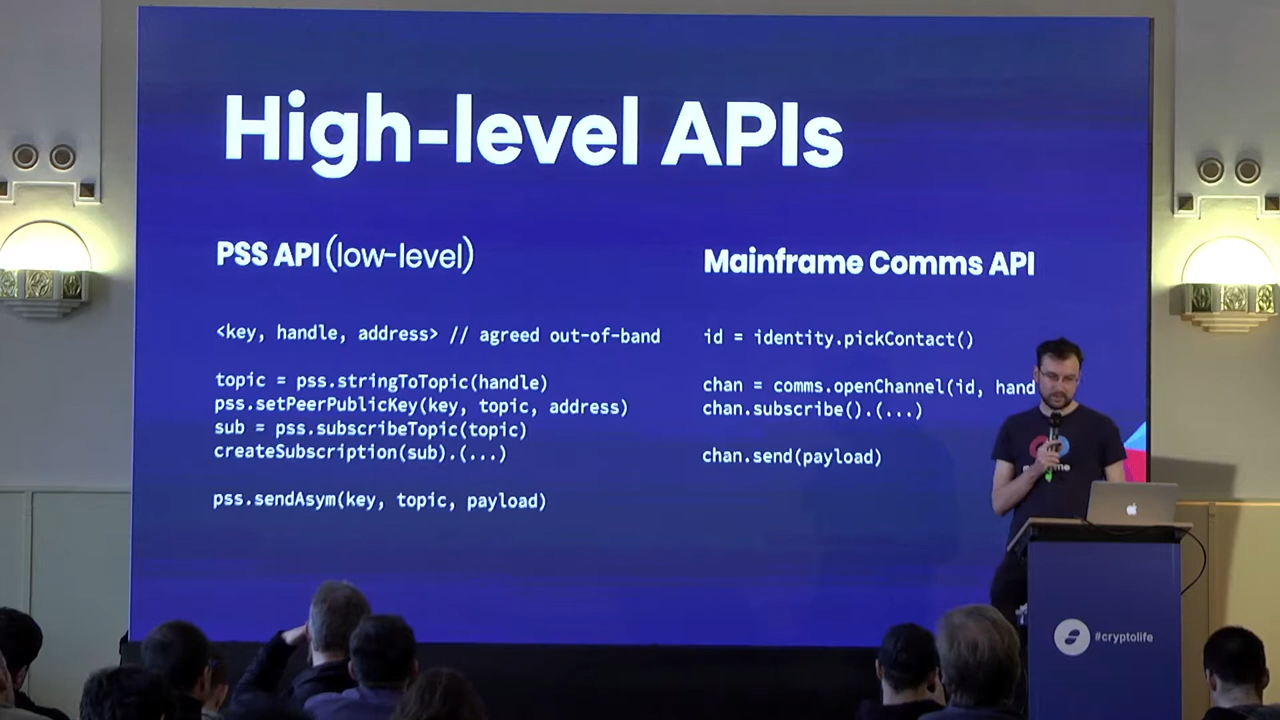 High-level APIs
PSS API (low-level)
<key, handle, address> // agreed out-of-band
topic = pss.stringToTopic(handle)
pss.setPeerPublicKey(key, topic, address)
sub = pss.subscribeTopic(topic)
createSubscription(sub).(...)
pss.sendAsym(key, topic, payload)
Mainframe Comms API
id = identity.pickContact()
chan = comms.openChannel(id, hand
chan.subscribe().(...)
chan.send(payload)
#cryptolife